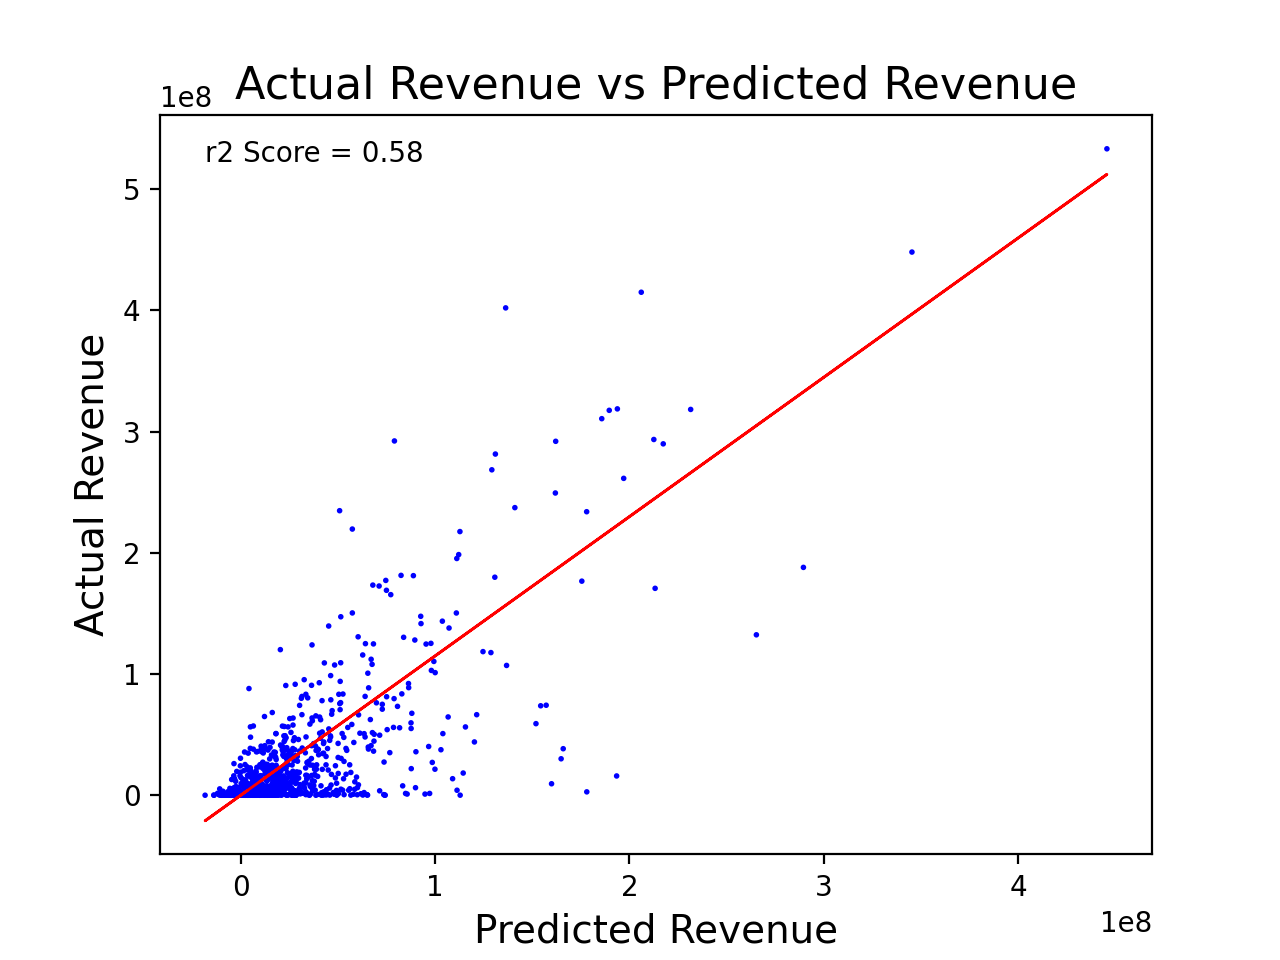 Actual Revenue vs Predicted Revenue
1e8
r2 Score = 0.58
5
4
3
2
1
0
Actual Revenue
0 1 2 3 4
1e8
Predicted Revenue